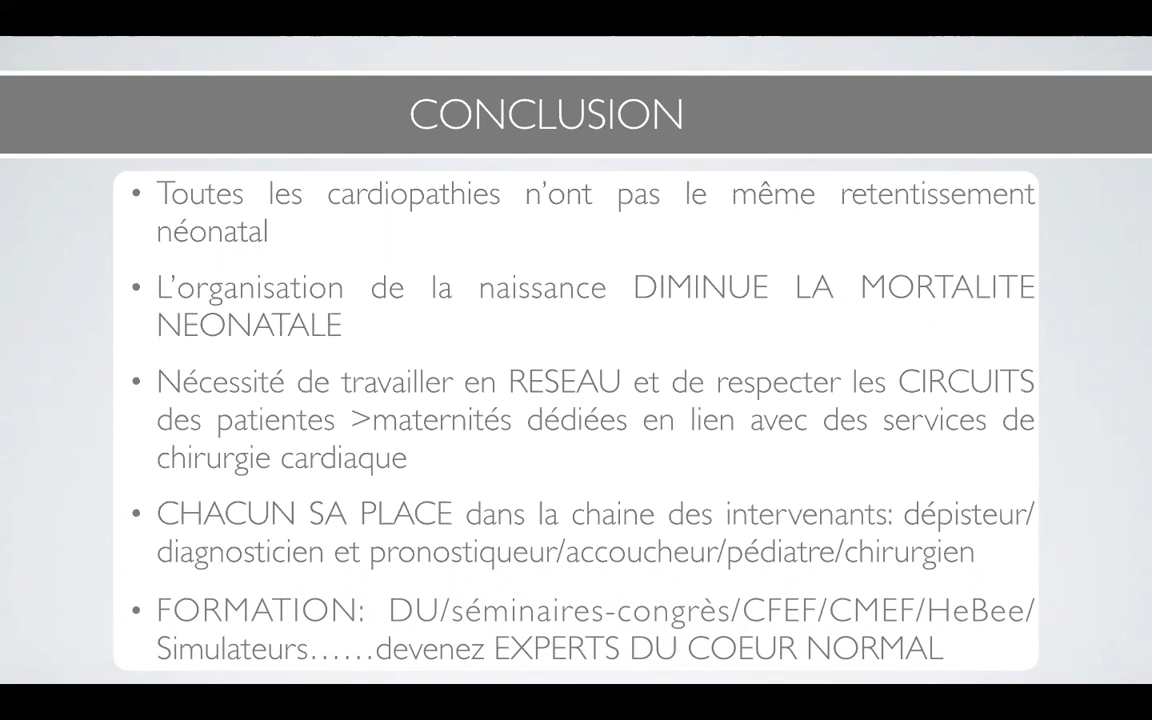 CONCLUSION
• Toutes les cardiopathies n’ont pas le même retentissement
néonatal
• L’organisation de la naissance DIMINUE LA MORTALITE
NEONATALE
• Nécessité de travailler en RESEAU et de respecter les CIRCUITS
des patientes >maternités dédiées en lien avec des services de
chirurgie cardiaque
• CHACUN SA PLACE dans la chaine des intervenants: dépisteur/
diagnosticien et pronostiqueur/accoucheur/pédiatre/chirurgien
• FORMATION: DU/séminaires-congrès/CFEF/CMEF/HeBee/
Simulateurs……devenez EXPERTS DU COEUR NORMAL